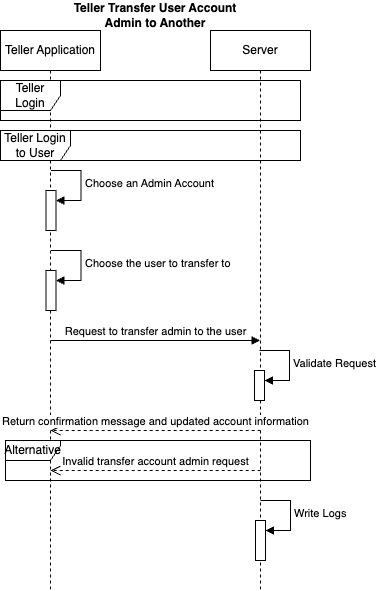 Teller Transfer User Account
Admin to Another
Teller Application
Server
Teller
Login
Teller Login
to User
Choose an Admin Account
Choose the user to transfer to
Request to transfer admin to the user
Validate Request
Return confirmation message and updated account information
Alternative
Invalid transfer account admin request
Write Logs